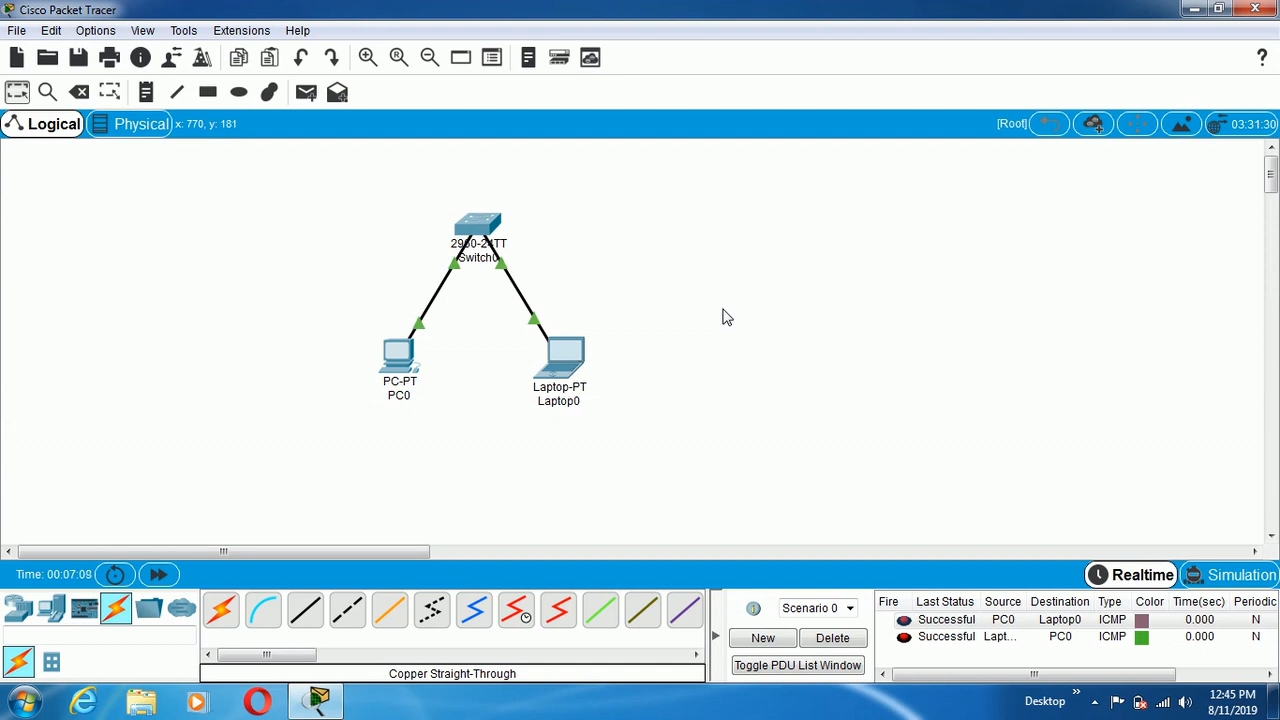 Cisco Packet Tracer
File Edit Options View Tools Extensions Help
Logical Physical x: 770, y: 181 [Root] 03:31:30
2960-24TT
Switch0
PC-PT
PC0
Laptop-PT
Laptop0
Time: 00:07:09 Realtime Simulation
Scenario 0
New Delete
Toggle PDU List Window
Copper Straight-Through
Fire Last Status Source Destination Type Color Time(sec) Periodic
Successful PC0 Laptop0 ICMP 0.000 N
Successful Lapt... PC0 ICMP 0.000 N
Desktop
12:45 PM
8/11/2019